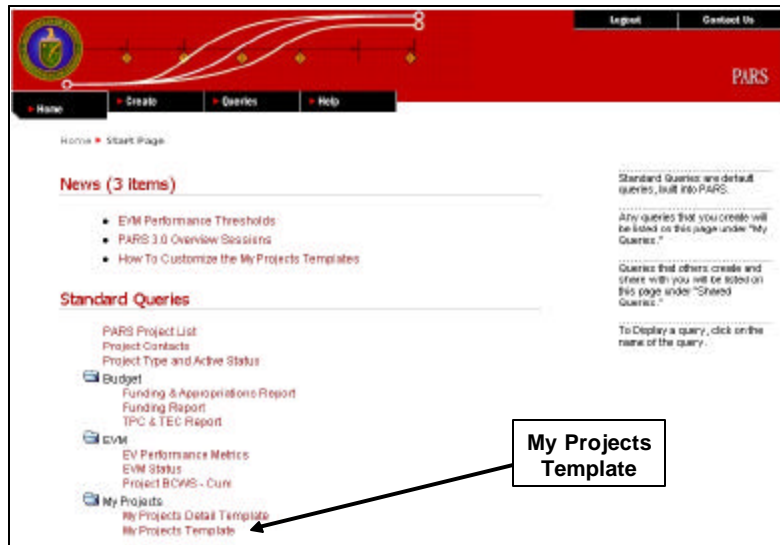 Logout Contact Us
PARS
Home Create Queries Help
Home Start Page
News (3 items)
EVM Performance Thresholds
PARS 3.0 Overview Sessions
How To Customize the My Projects Templates
Standard Queries
PARS Project List
Project Contacts
Project Type and Active Status
Budget
Funding & Appropriations Report
Funding Report
TPC & TEC Report
EVM
EV Performance Metrics
EVM Status
Project BCWS - Cum
My Projects
My Projects Detail Template
My Projects Template
Standard Queries are default
queries, built into PARS.
Any queries that you create will
be listed on this page under "My
Queries."
Queries that others create and
share with you will be listed on
this page under "Shared
Queries."
To Display a query, click on the
name of the query.
My Projects
Template